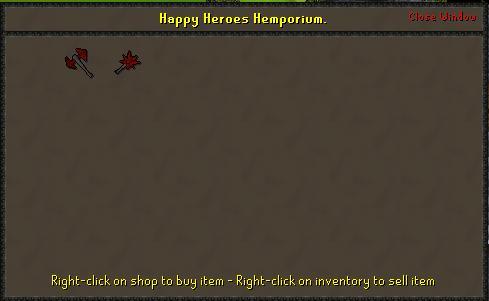 Happy Heroes Hemporium.
Close Window
Right-click on shop to buy item - Right-click on inventory to sell item